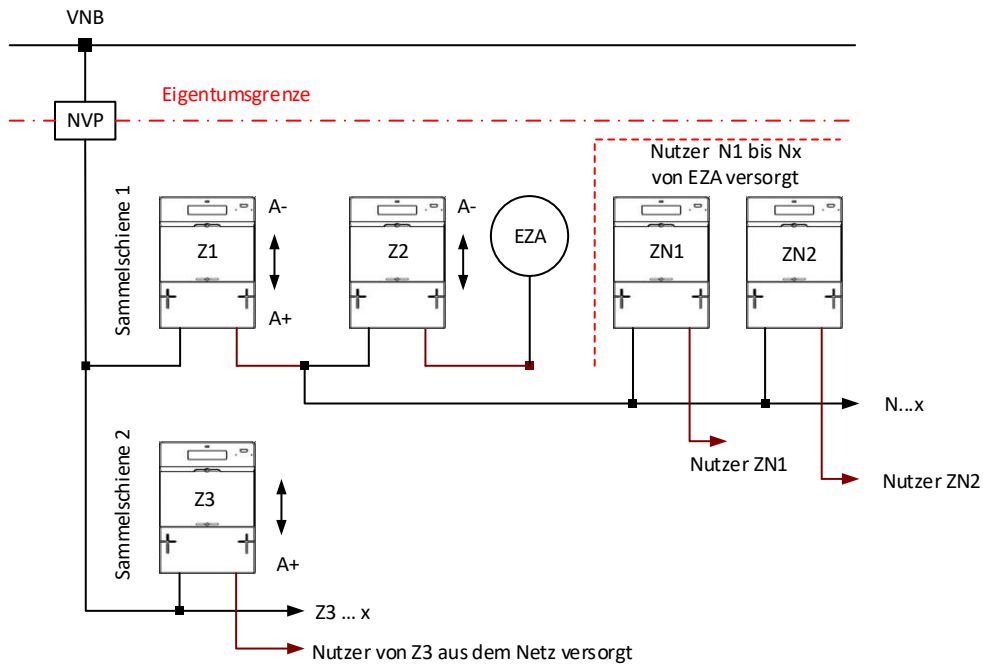 VNB
Eigentumsgrenze
NVP
Nutzer N1 bis Nx
von EZA versorgt
Sammelschiene 1
Z1
A-
A+
Z2
A-
EZA
ZN1
ZN2
N...x
Nutzer ZN1
Nutzer ZN2
Sammelschiene 2
Z3
A+
Z3 ... x
Nutzer von Z3 aus dem Netz versorgt